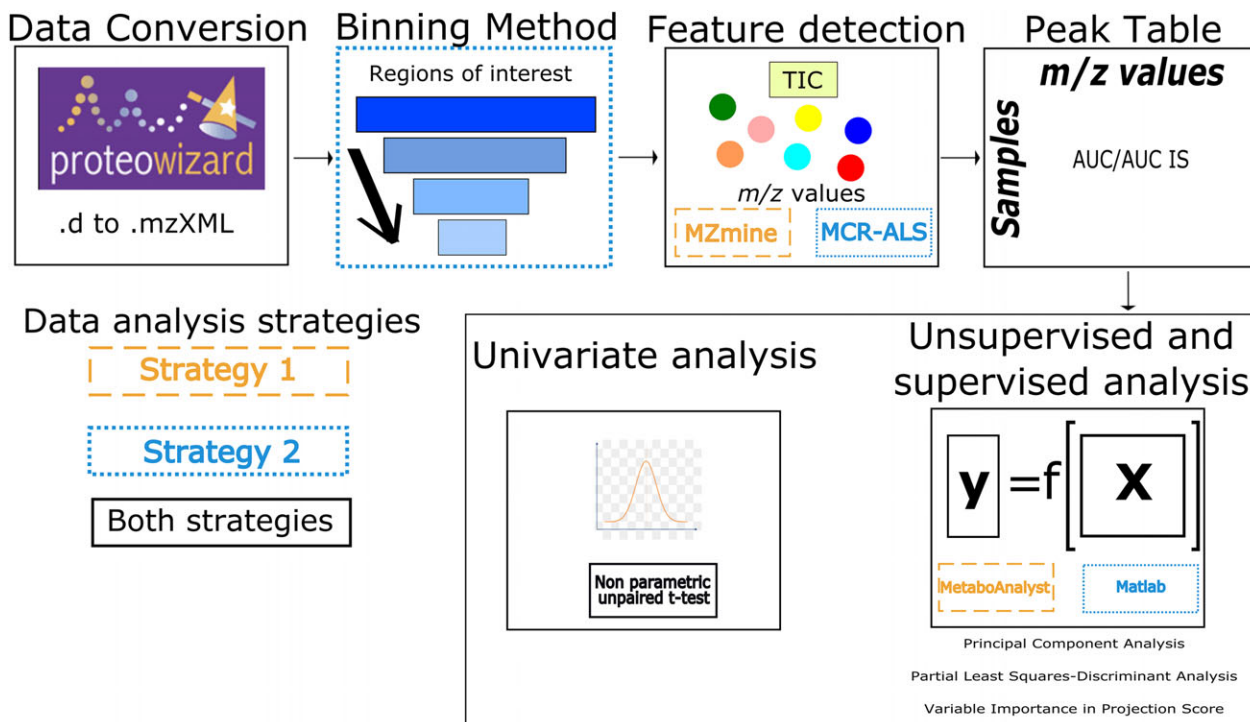 Data Conversion
proteowizard
.d to .mzXML
Binning Method
Regions of interest
Feature detection
TIC
m/z values
MZmine
MCR-ALS
Peak Table
m/z values
Samples
AUC/AUC IS
Data analysis strategies
Strategy 1
Strategy 2
Both strategies
Univariate analysis
Non parametric
unpaired t-test
Unsupervised and
supervised analysis
y =f[X]
MetaboAnalyst
Matlab
Principal Component Analysis
Partial Least Squares-Discriminant Analysis
Variable Importance in Projection Score